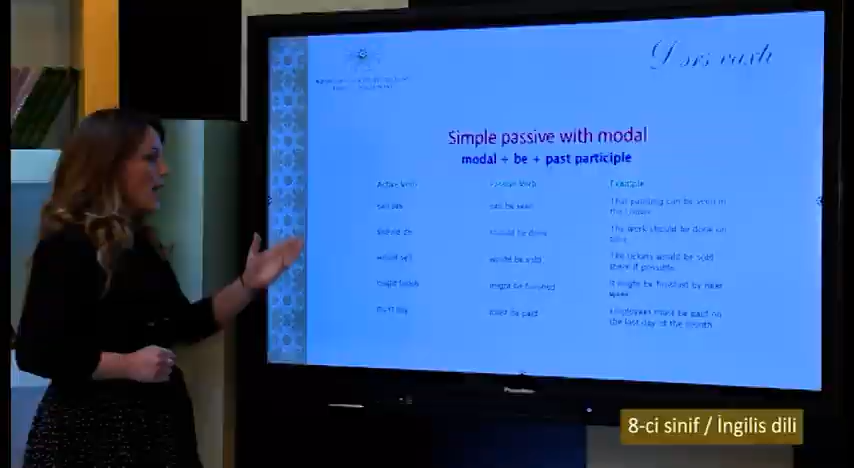 Dərs vaxtı
Simple passive with modal
modal + be + past participle
Active Verb Passive Verb Example
can see can be seen That painting can be seen in
the
should do should be done The work should be done on
time.
would sell would be sold The tickets would be sold
there if possible.
might finish might be finished It might be finished by next
must pay must be paid Employees must be paid on
the last day of the month
8-ci sinif / İngilis dili